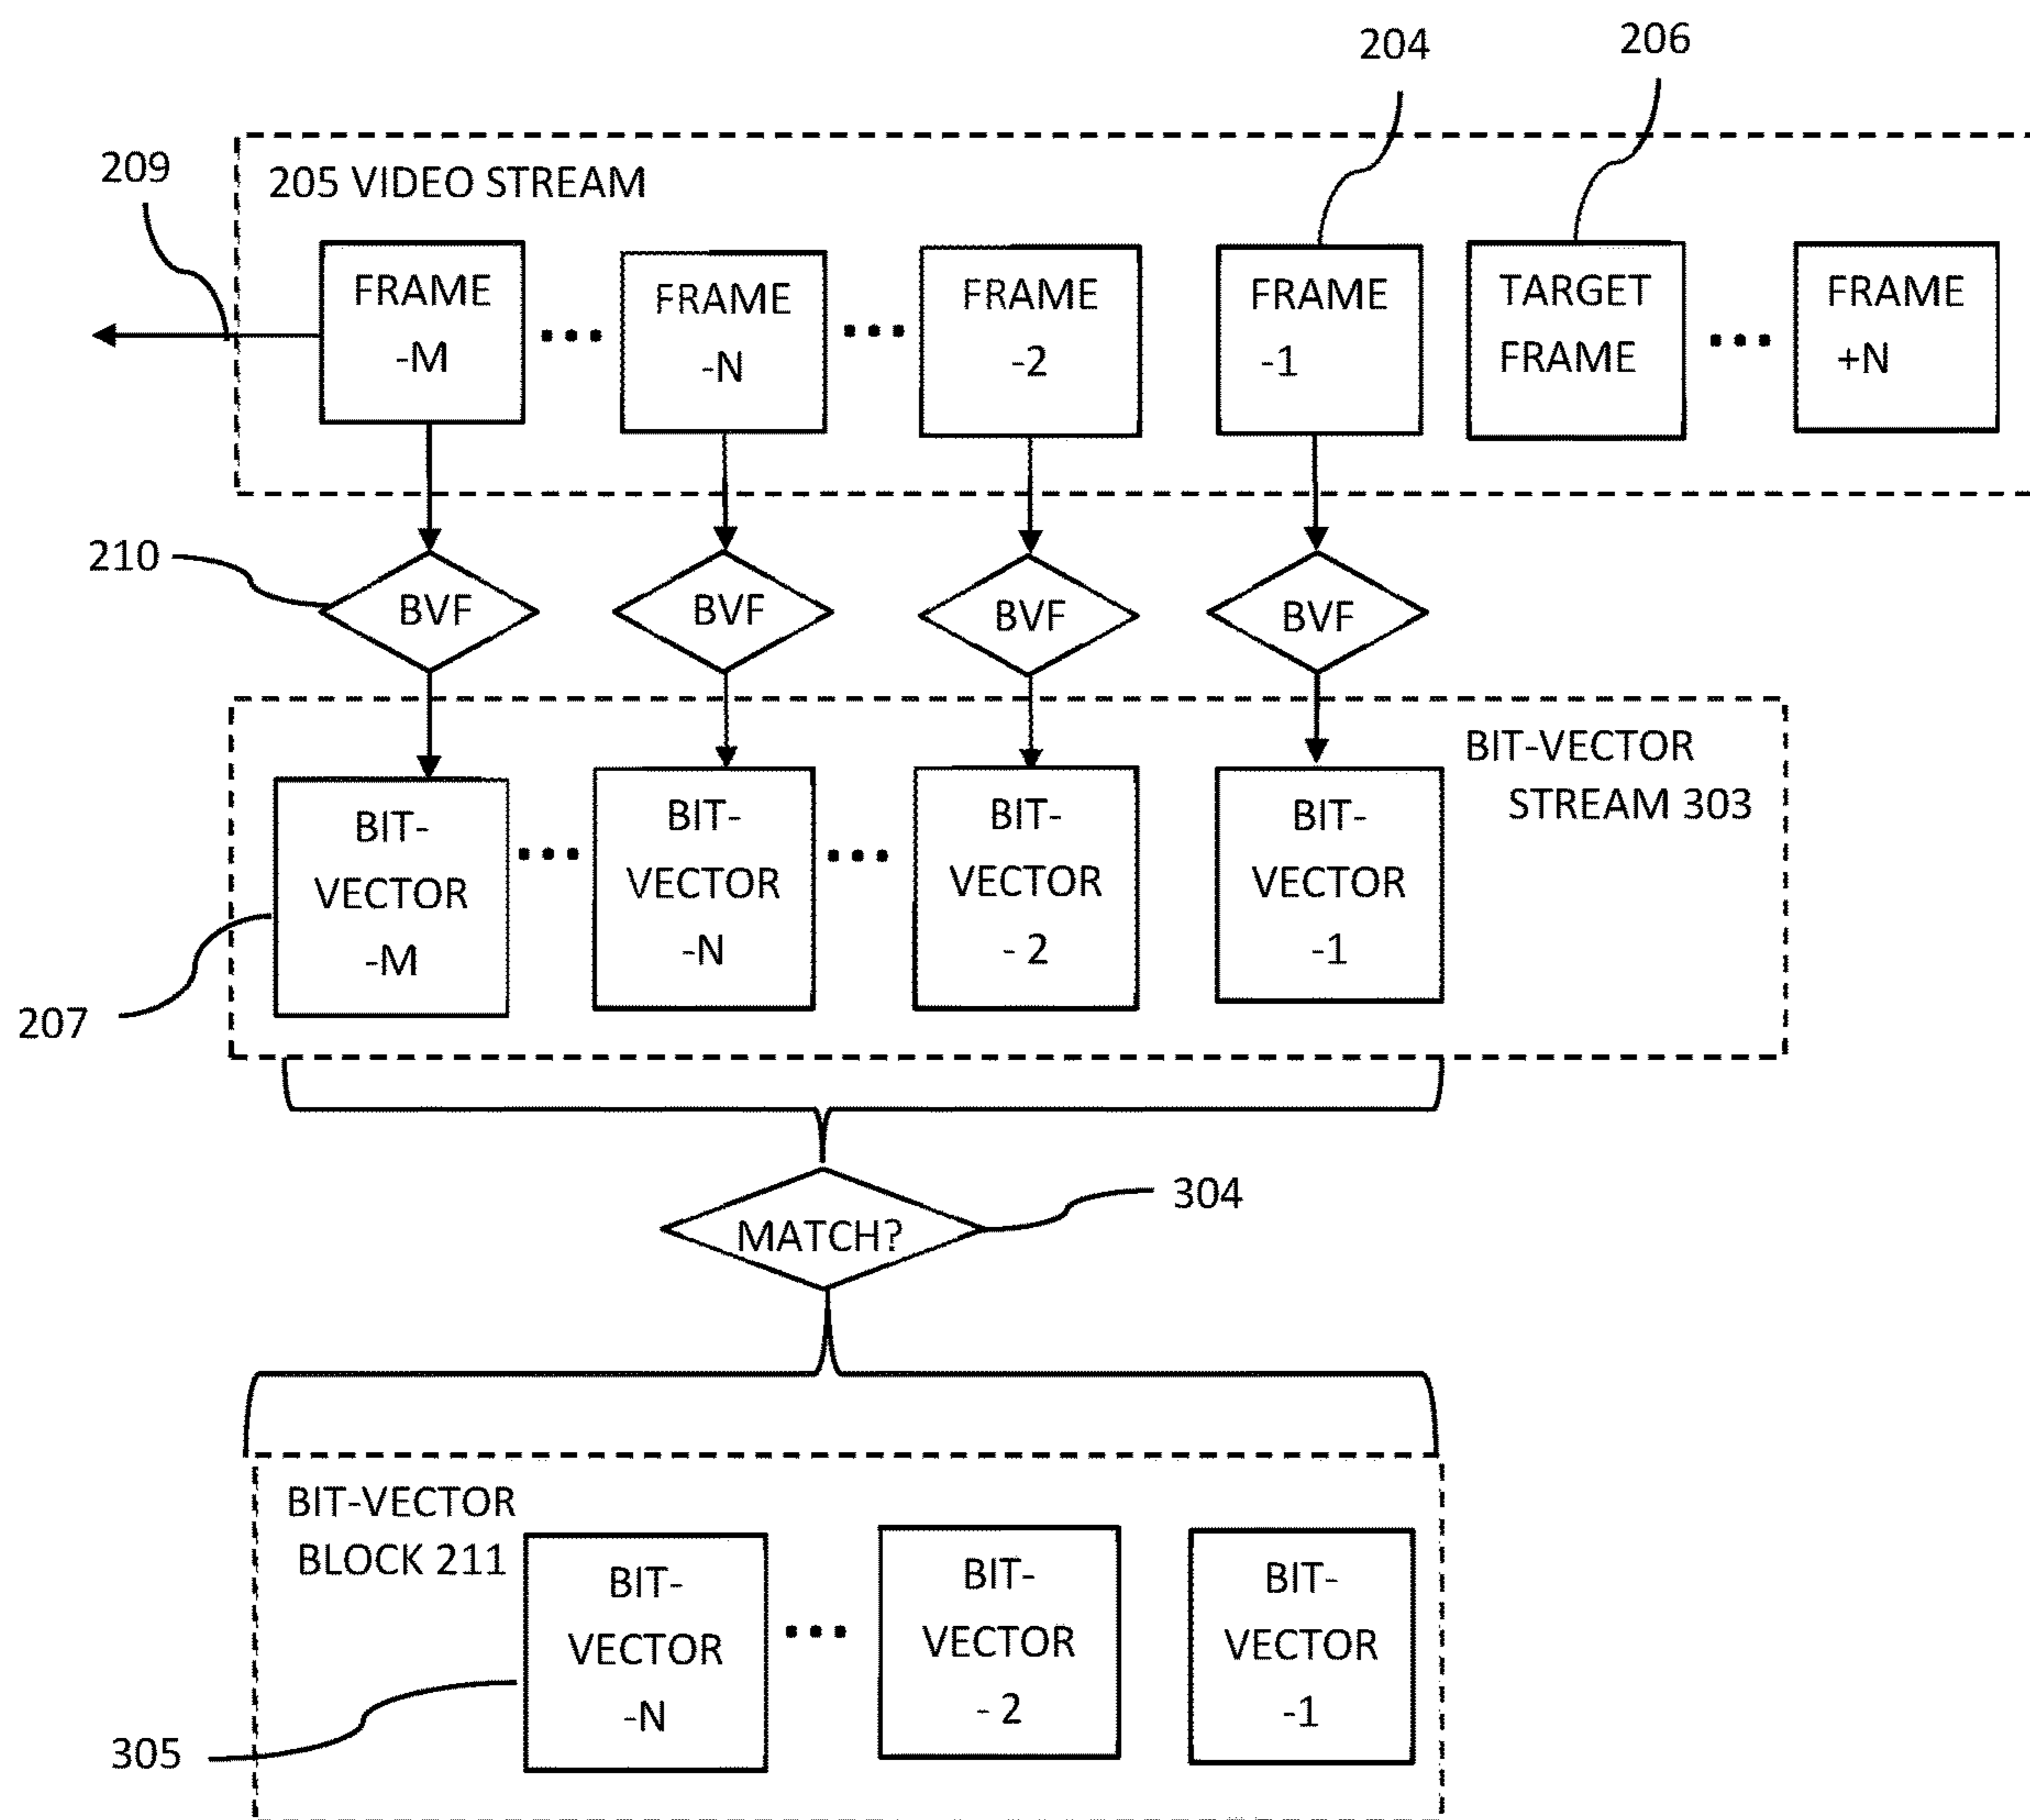 204
206
209
205 VIDEO STREAM
FRAME
-M
FRAME
-N
FRAME
-2
FRAME
-1
TARGET
FRAME
FRAME
+N
210
BVF
BVF
BVF
BVF
BIT-VECTOR
STREAM 303
BIT-
VECTOR
-M
BIT-
VECTOR
-N
BIT-
VECTOR
- 2
BIT-
VECTOR
-1
207
MATCH?
304
BIT-VECTOR
BLOCK 211
BIT-
VECTOR
-N
BIT-
VECTOR
- 2
BIT-
VECTOR
-1
305